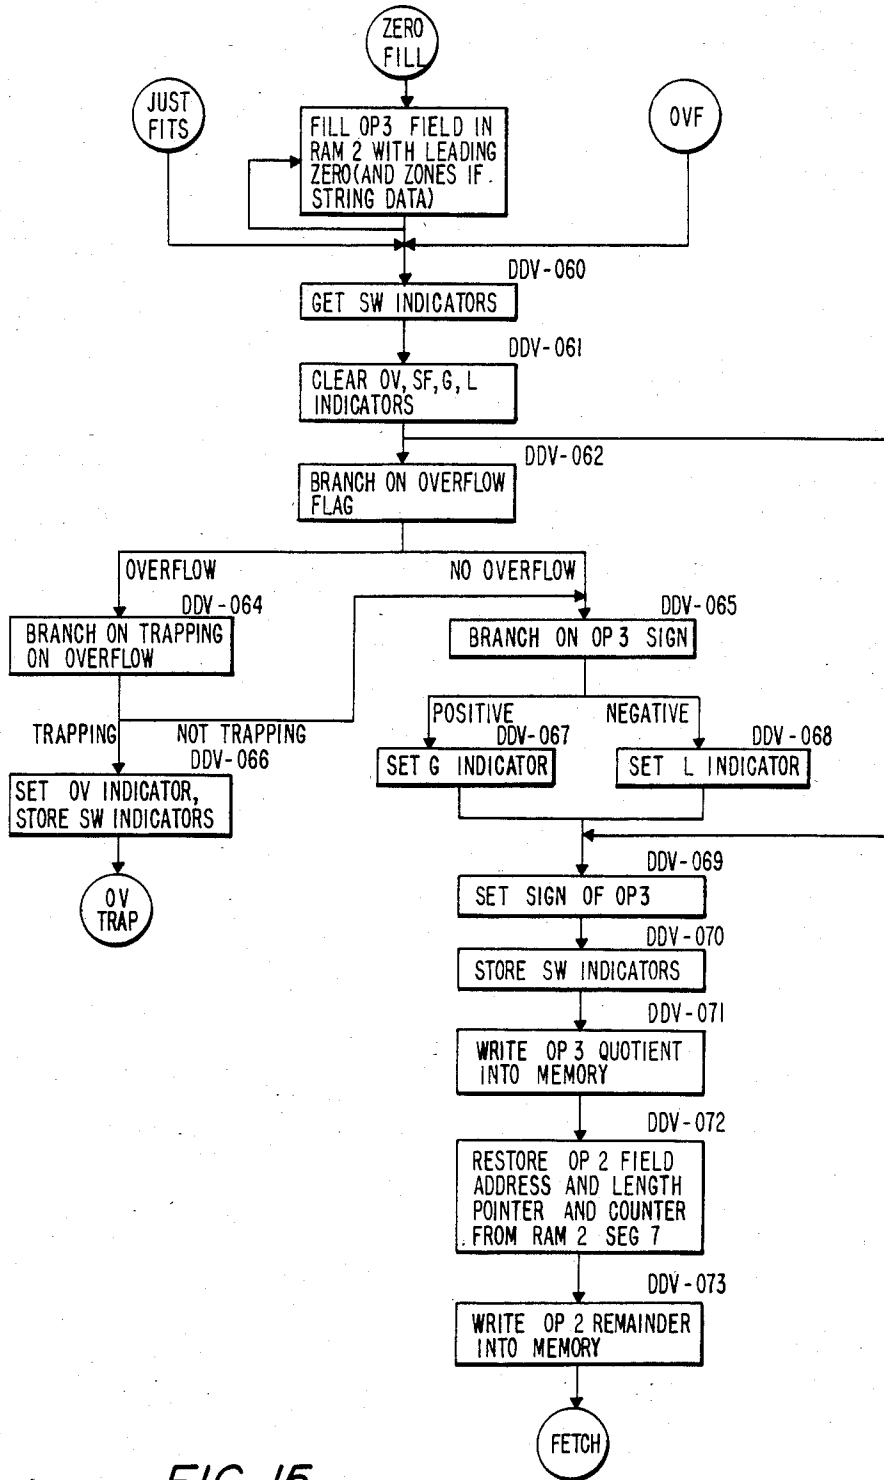 ZERO
FILL
JUST
FITS
OVF
FILL OP3 FIELD IN
RAM 2 WITH LEADING
ZERO(AND ZONES IF
STRING DATA)
DDV-060
GET SW INDICATORS
DDV-061
CLEAR OV, SF, G, L
INDICATORS
DDV-062
BRANCH ON OVERFLOW
FLAG
OVERFLOW
NO OVERFLOW
DDV-064
BRANCH ON TRAPPING
ON OVERFLOW
DDV-065
BRANCH ON OP3 SIGN
TRAPPING
NOT TRAPPING
POSITIVE
NEGATIVE
DDV-066
SET OV INDICATOR,
STORE SW INDICATORS
DDV-067
SET G INDICATOR
DDV-068
SET L INDICATOR
OV
TRAP
DDV-069
SET SIGN OF OP3
DDV-070
STORE SW INDICATORS
DDV-071
WRITE OP3 QUOTIENT
INTO MEMORY
DDV-072
RESTORE OP 2 FIELD
ADDRESS AND LENGTH
POINTER AND COUNTER
FROM RAM 2 SEG 7
DDV-073
WRITE OP 2 REMAINDER
INTO MEMORY
FETCH
FIG. 15